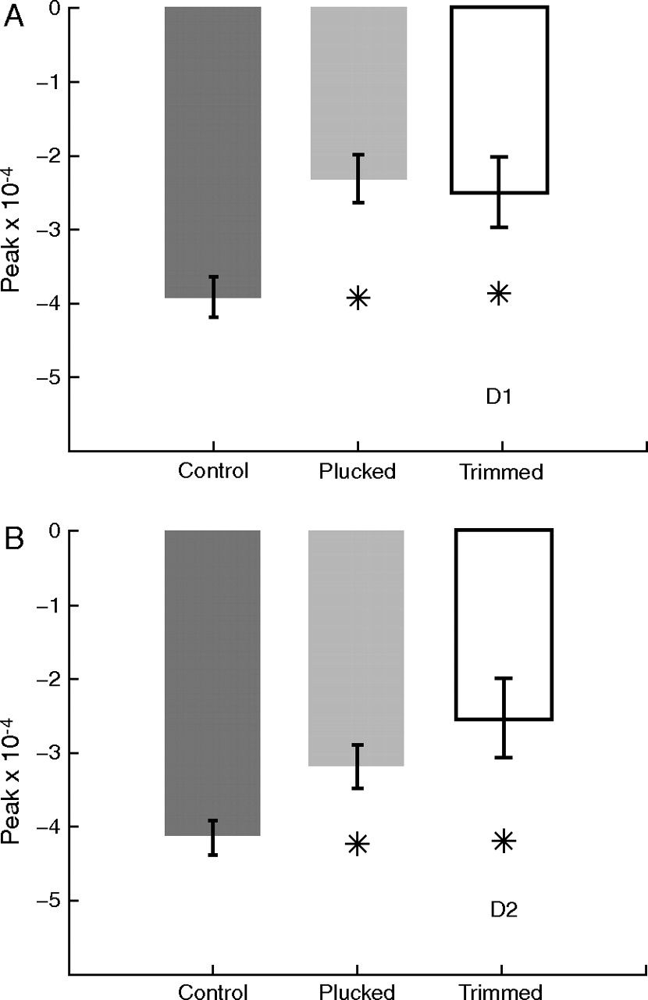 A
0
−1
−2
−3
−4
−5
Peak x 10-4
D1
Control Plucked Trimmed
B
0
−1
−2
−3
−4
−5
Peak x 10-4
D2
Control Plucked Trimmed